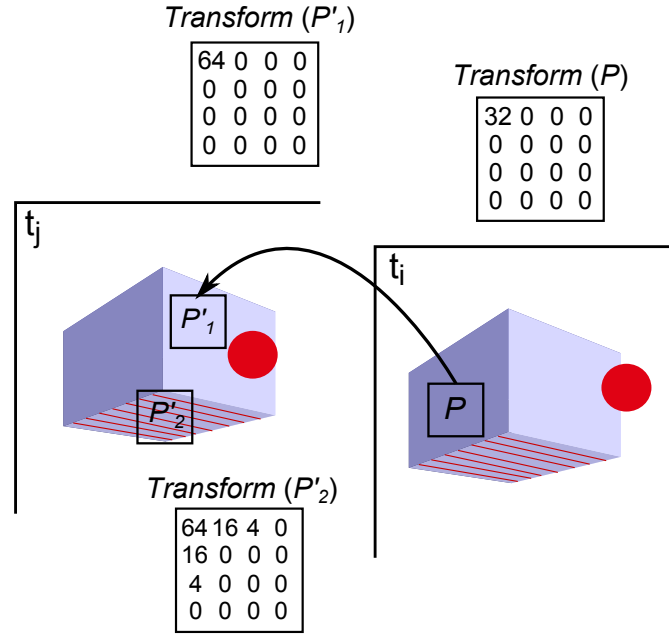 Transform (P'₁)
64 0 0 0
0 0 0 0
0 0 0 0
0 0 0 0
Transform (P)
32 0 0 0
0 0 0 0
0 0 0 0
0 0 0 0
tⱼ
tᵢ
P'₁
P
P'₂
Transform (P'₂)
64 16 4 0
16 0 0 0
4 0 0 0
0 0 0 0